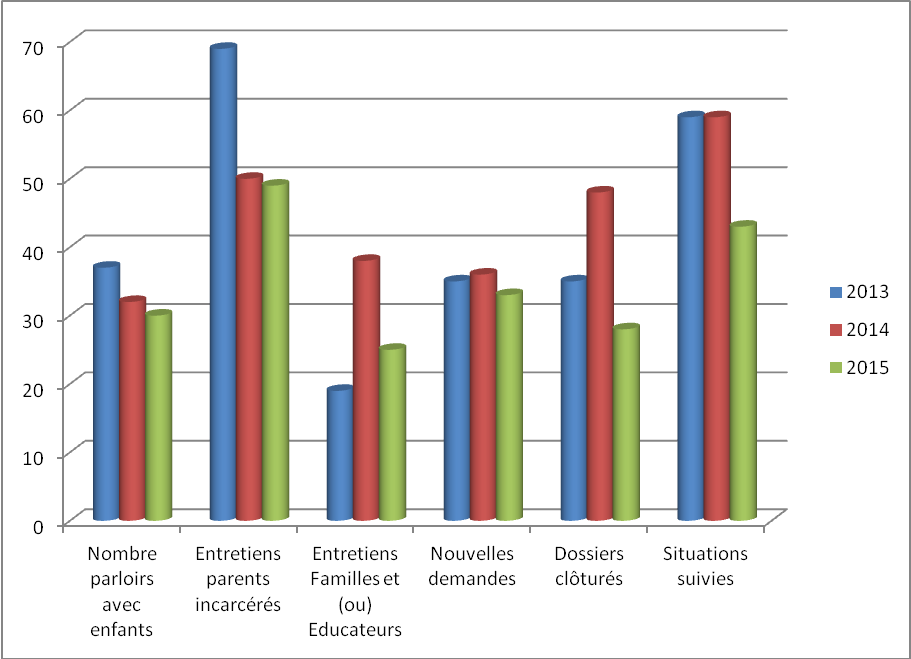 70
60
50
40
30
20
10
0
Nombre
parloirs
avec
enfants
Entretiens
parents
incarcérés
Entretiens
Familles et
(ou)
Educateurs
Nouvelles
demandes
Dossiers
clôturés
Situations
suivies
2013
2014
2015